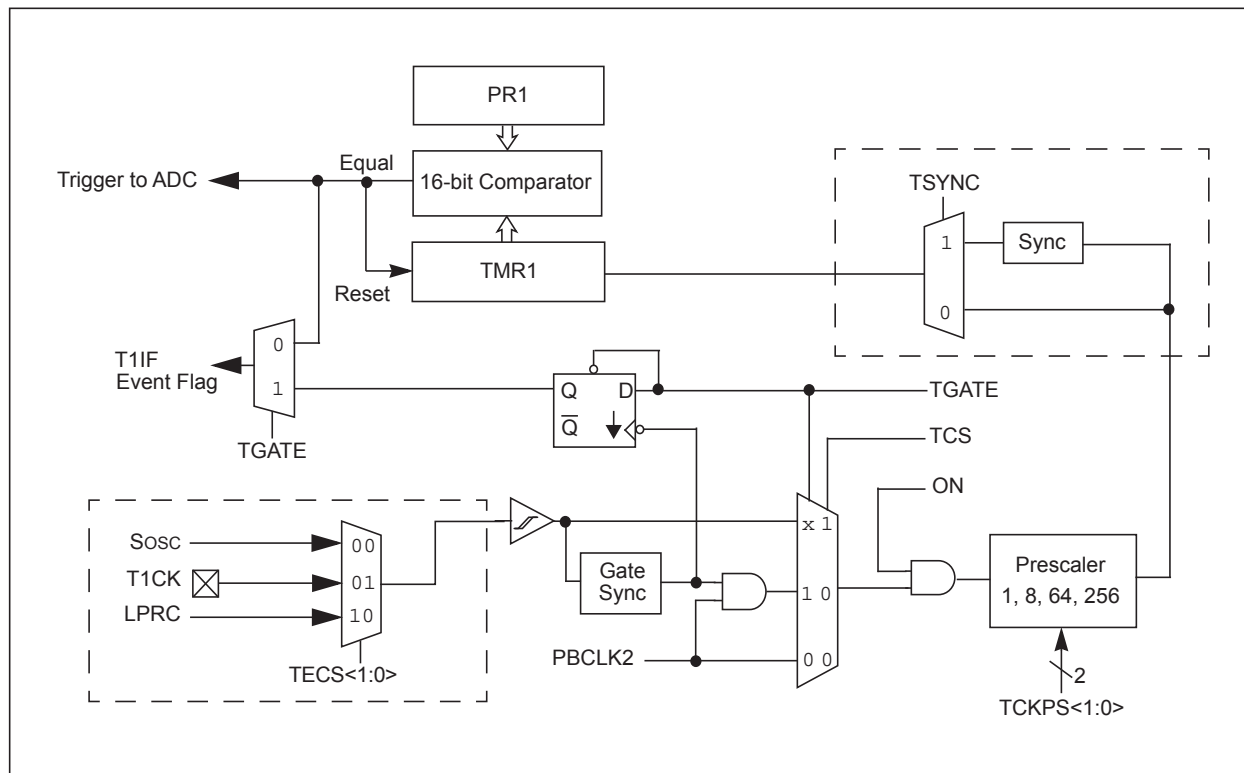 PR1
Equal
Trigger to ADC
16-bit Comparator
TSYNC
1
Sync
TMR1
Reset
0
0
T1IF
Event Flag
1
Q
D
TGATE
Q
TGATE
TCS
ON
SOSC
00
x 1
T1CK
01
Gate
Sync
1 0
Prescaler
1, 8, 64, 256
LPRC
10
PBCLK2
0 0
TECS<1:0>
2
TCKPS<1:0>